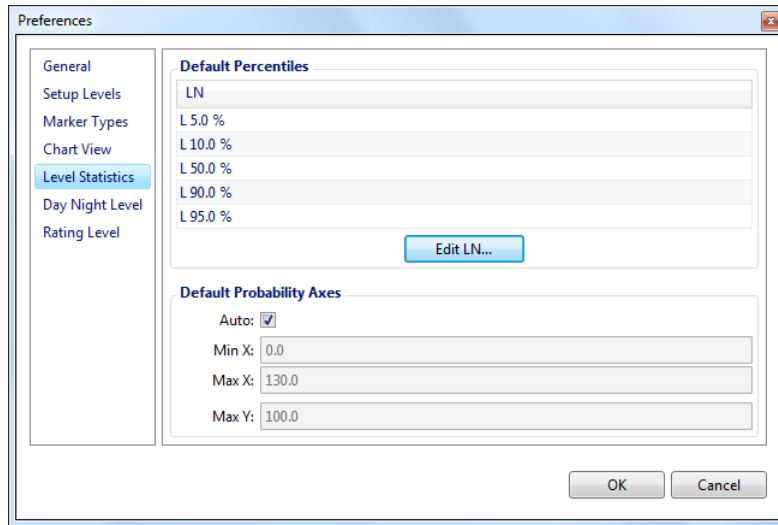 Preferences
General
Setup Levels
Marker Types
Chart View
Level Statistics
Day Night Level
Rating Level
Default Percentiles
LN
L 5.0 %
L 10.0 %
L 50.0 %
L 90.0 %
L 95.0 %
Edit LN...
Default Probability Axes
Auto:
Min X: 0.0
Max X: 130.0
Max Y: 100.0
OK Cancel